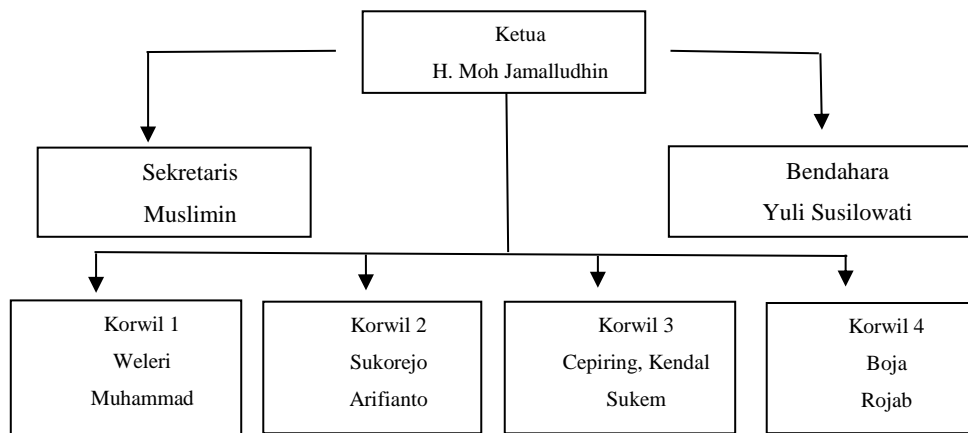 Ketua
H. Moh Jamalludhin
Sekretaris
Muslimin
Bendahara
Yuli Susilowati
Korwil 1
Weleri
Muhammad
Korwil 2
Sukorejo
Arifianto
Korwil 3
Cepiring, Kendal
Sukem
Korwil 4
Boja
Rojab